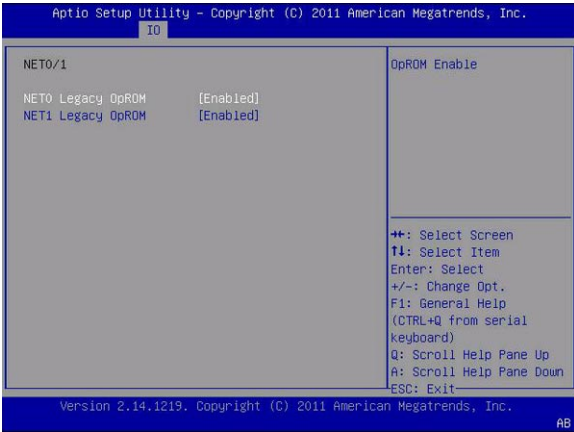 Aptio Setup Utility – Copyright (C) 2011 American Megatrends, Inc.
IO
NET0/1
NET0 Legacy OpROM [Enabled]
NET1 Legacy OpROM [Enabled]
OpROM Enable
→←: Select Screen
↑↓: Select Item
Enter: Select
+/-: Change Opt.
F1: General Help
(CTRL+Q from serial
keyboard)
Q: Scroll Help Pane Up
A: Scroll Help Pane Down
ESC: Exit
Version 2.14.1219. Copyright (C) 2011 American Megatrends, Inc.
AB